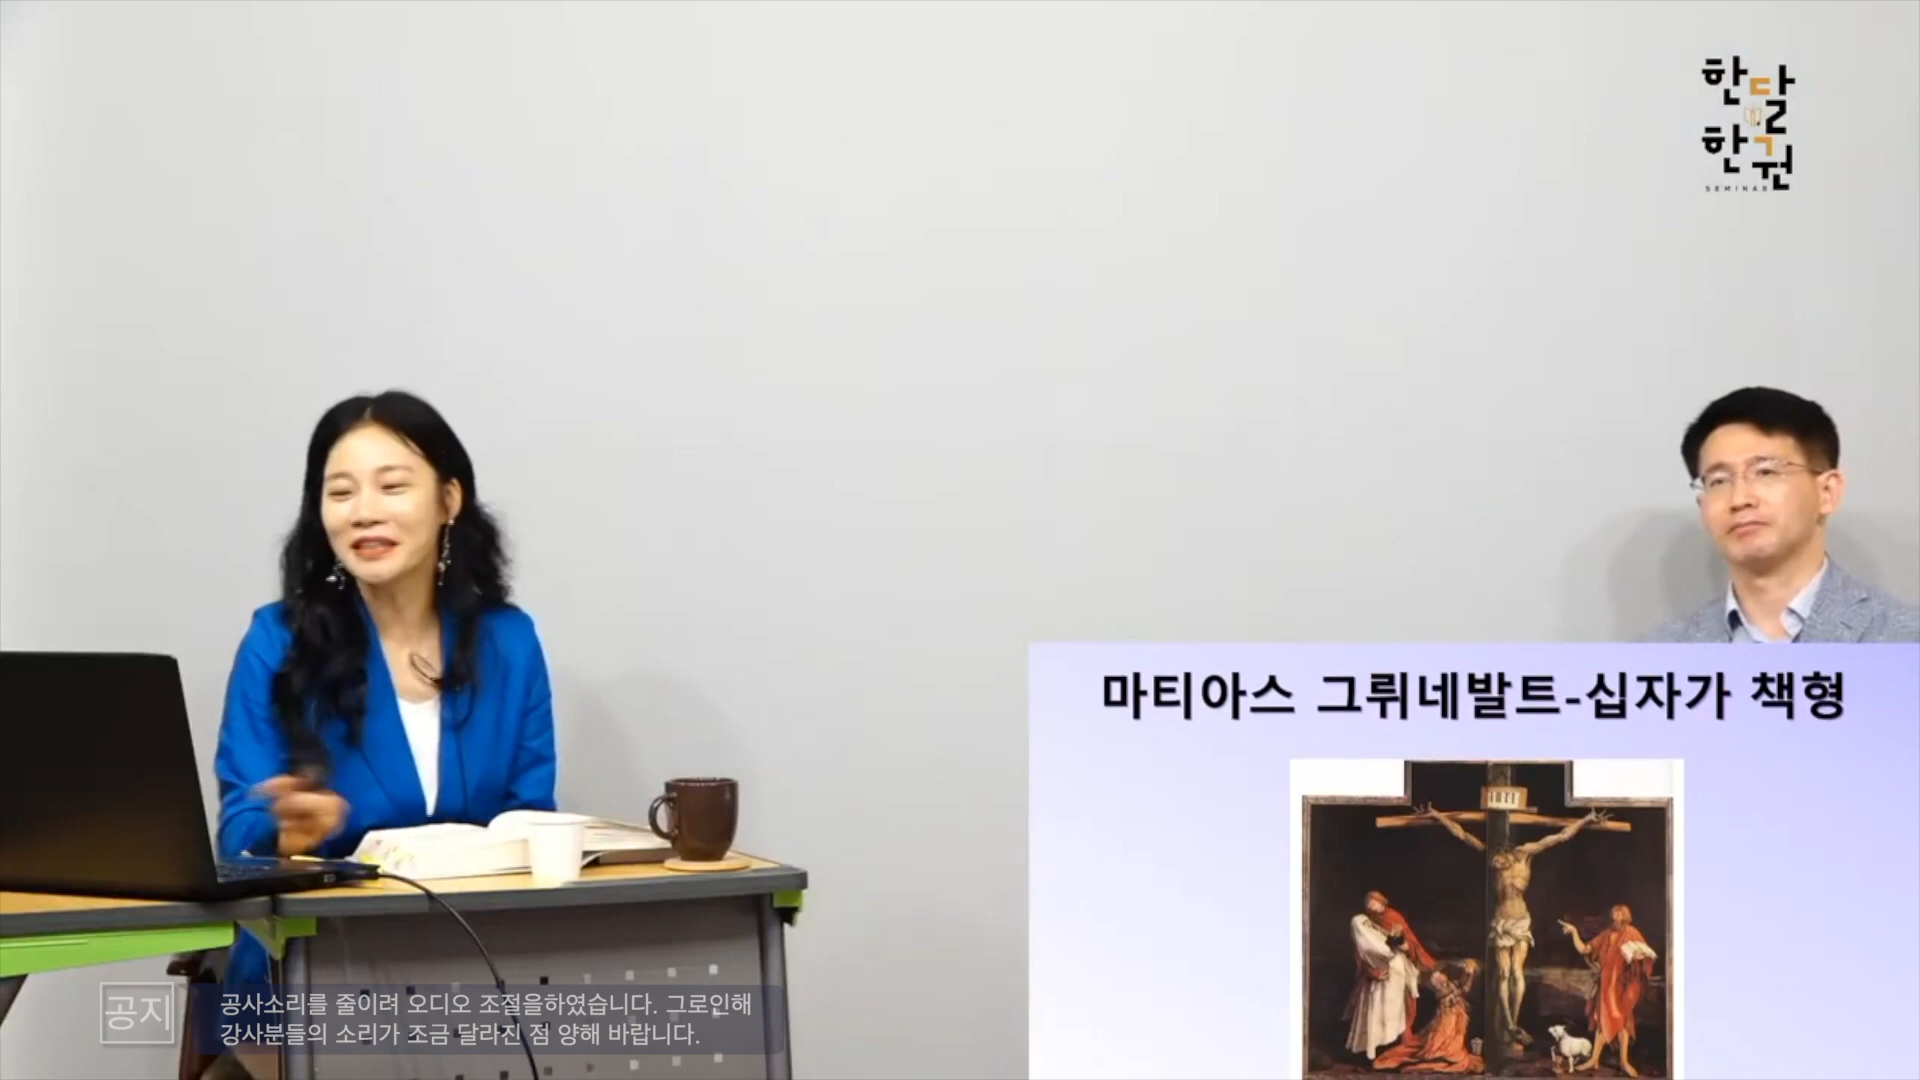 한달
한권
SEMINAR
마티아스 그뤼네발트-십자가 책형
INRI
공지
공사소리를 줄이려 오디오 조절을하였습니다. 그로인해
강사분들의 소리가 조금 달라진 점 양해 바랍니다.